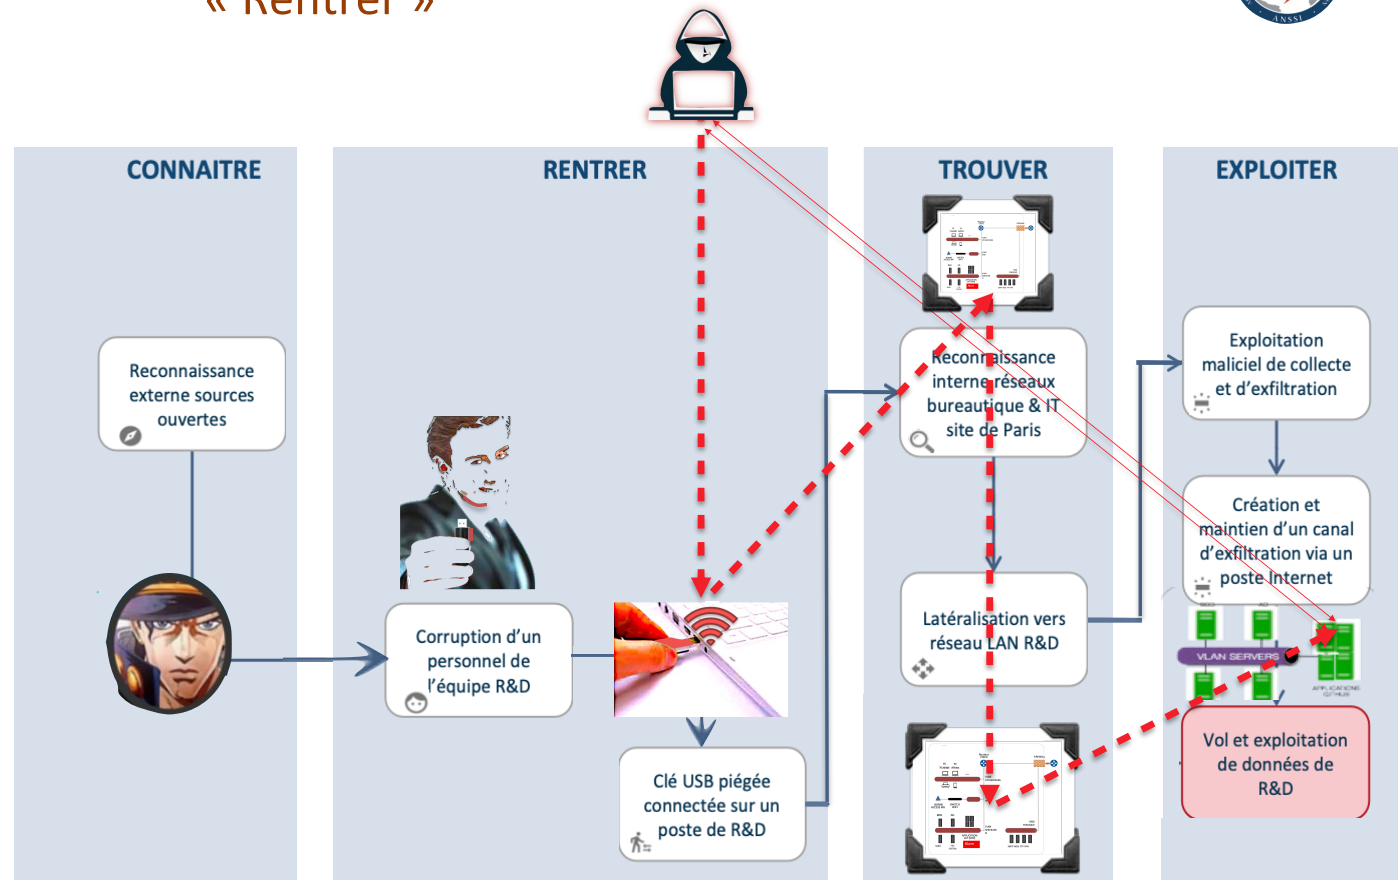 « Rentrer »
ANSSI
CONNAITRE
RENTRER
TROUVER
EXPLOITER
Reconnaissance
externe sources
ouvertes
Corruption d’un
personnel de
l’équipe R&D
Clé USB piégée
connectée sur un
poste de R&D
Reconnaissance
interne réseaux
bureautique & IT
site de Paris
Latéralisation vers
réseau LAN R&D
Exploitation
maliciel de collecte
et d’exfiltration
Création et
maintien d’un canal
d’exfiltration via un
poste Internet
VLAN SERVERS
APPLICATIONS
Vol et exploitation
de données de
R&D